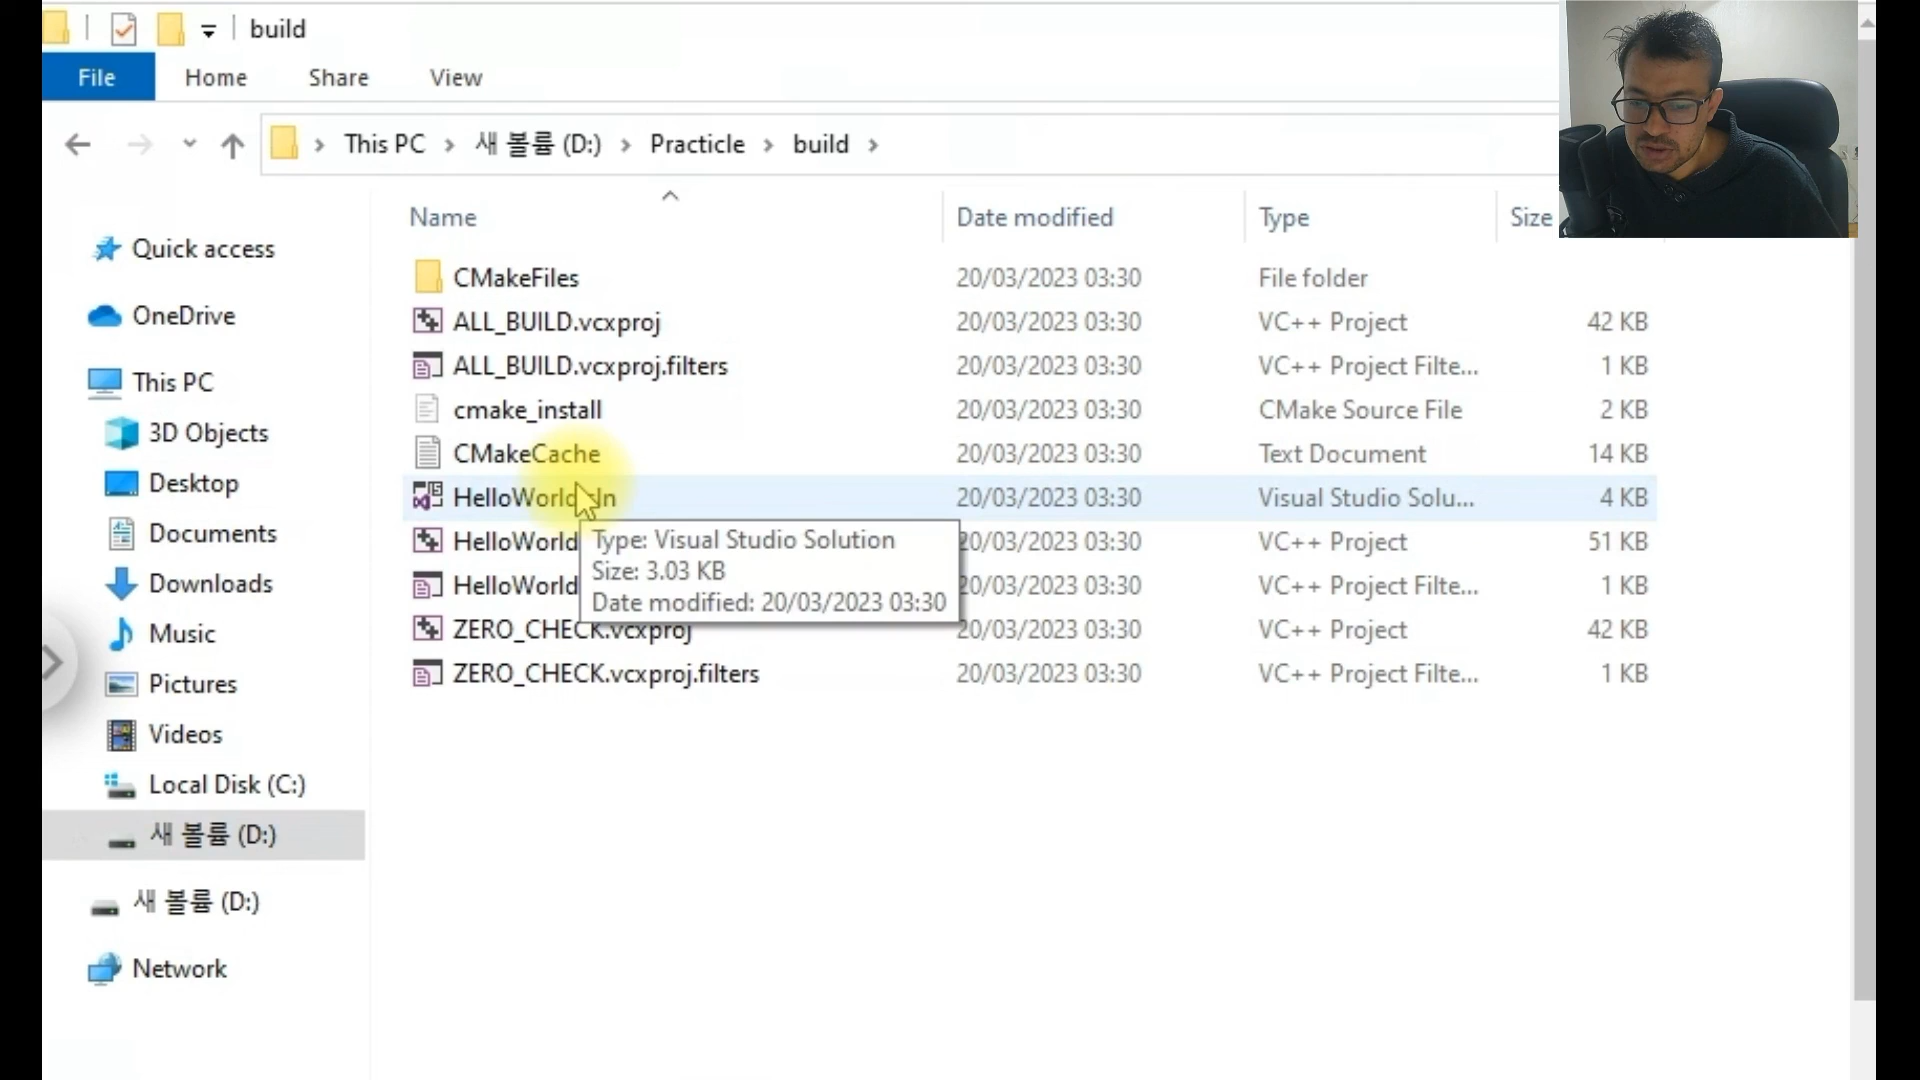 build
File Home Share View
This PC 새 볼륨 (D:) Practicle build
Name Date modified Type Size
Quick access
OneDrive
This PC
3D Objects
Desktop
Documents
Downloads
Music
Pictures
Videos
Local Disk (C:)
새 볼륨 (D:)
새 볼륨 (D:)
Network
CMakeFiles 20/03/2023 03:30 File folder
ALL_BUILD.vcxproj 20/03/2023 03:30 VC++ Project 42 KB
ALL_BUILD.vcxproj.filters 20/03/2023 03:30 VC++ Project Filte... 1 KB
cmake_install 20/03/2023 03:30 CMake Source File 2 KB
CMakeCache 20/03/2023 03:30 Text Document 14 KB
HelloWorld 20/03/2023 03:30 Visual Studio Solu... 4 KB
HelloWorld 20/03/2023 03:30 VC++ Project 51 KB
HelloWorld 20/03/2023 03:30 VC++ Project Filte... 1 KB
ZERO_CHECK.vcxproj 20/03/2023 03:30 VC++ Project 42 KB
ZERO_CHECK.vcxproj.filters 20/03/2023 03:30 VC++ Project Filte... 1 KB
Type: Visual Studio Solution
Size: 3.03 KB
Date modified: 20/03/2023 03:30